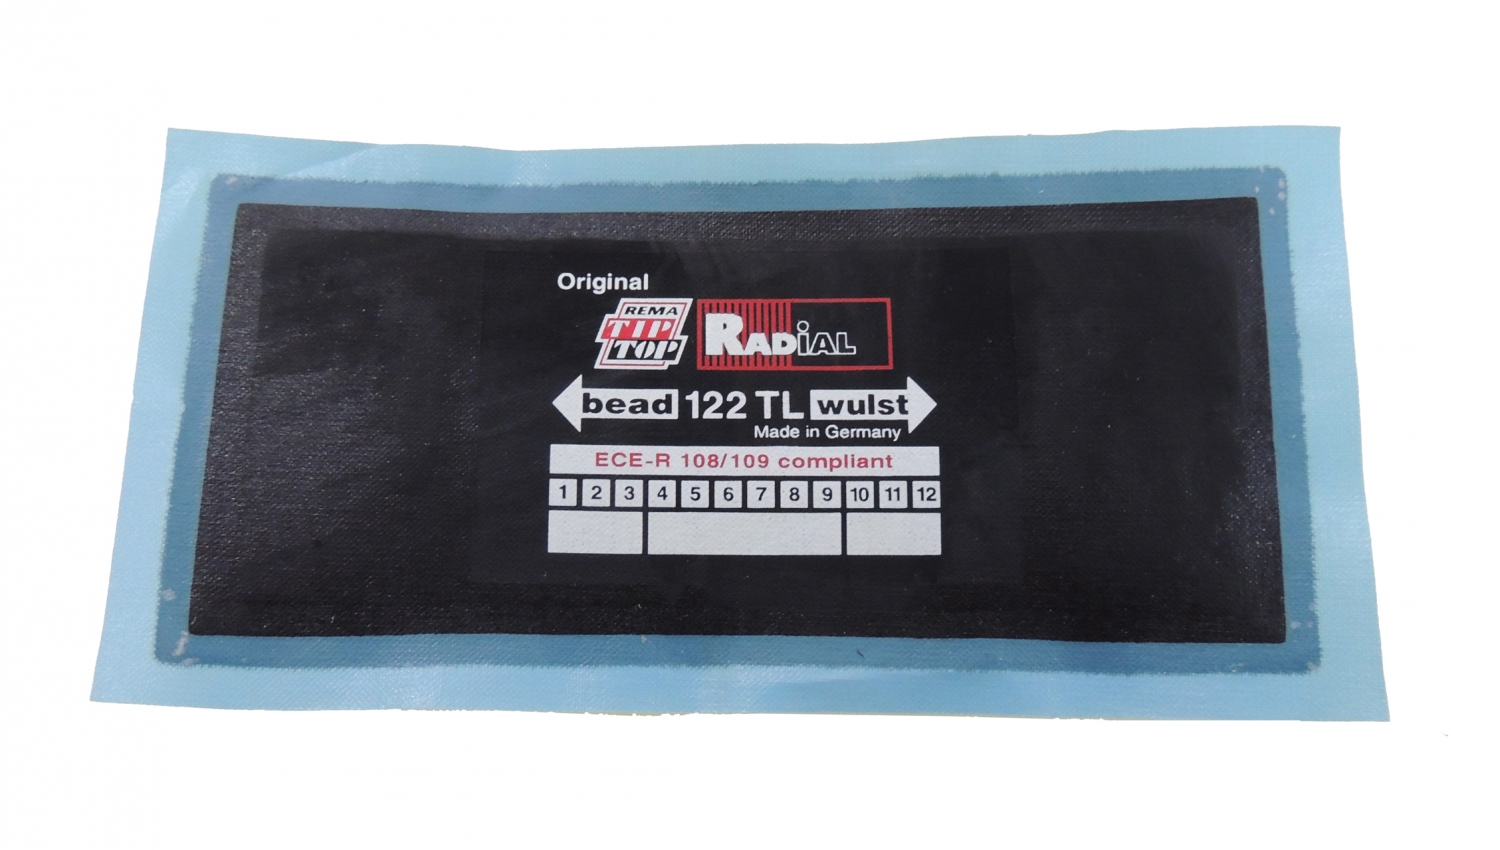 Original
REMA
TIP
TOP
RADiAL
bead 122 TL wulst
Made in Germany
ECE-R 108/109 compliant
1 2 3 4 5 6 7 8 9 10 11 12